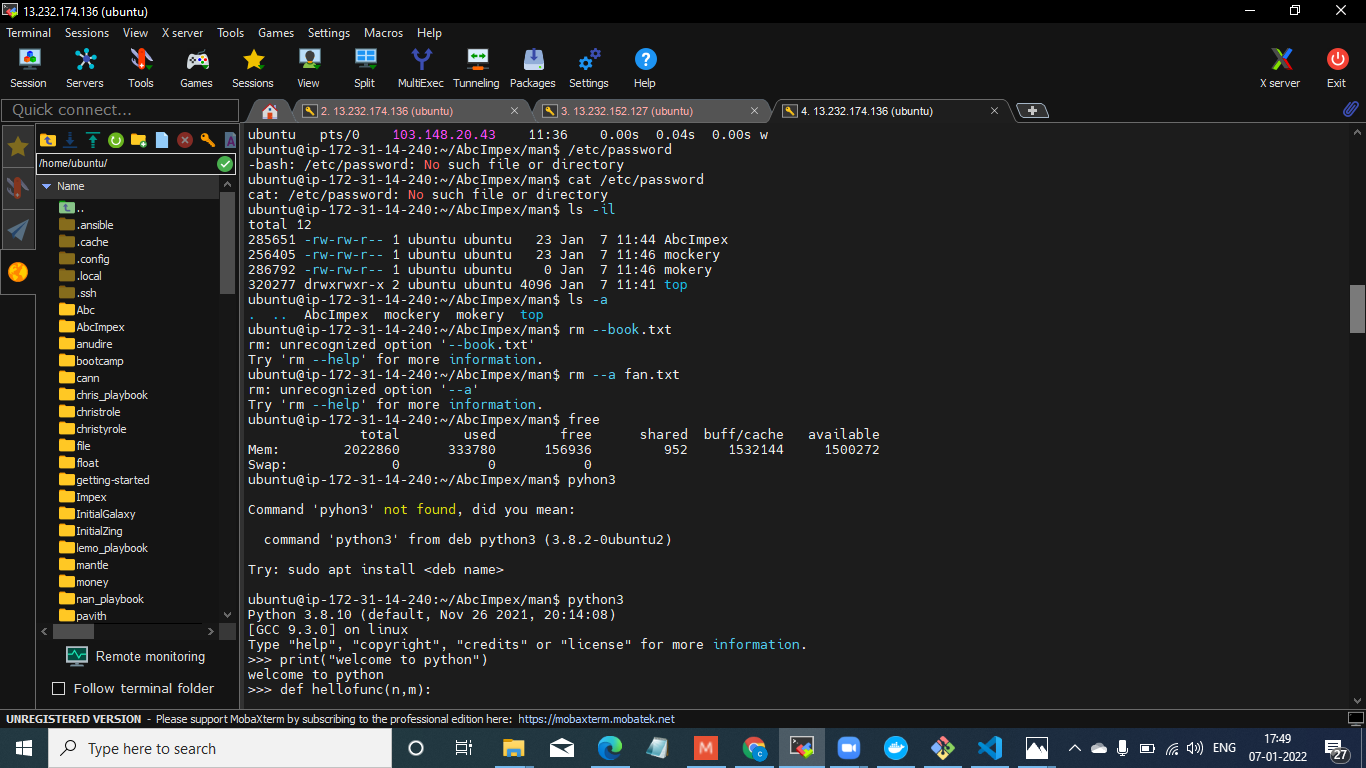 13.232.174.136 (ubuntu)
Terminal Sessions View X server Tools Games Settings Macros Help
Session Servers Tools Games Sessions View Split MultiExec Tunneling Packages Settings Help X server Exit
Quick connect...
2. 13.232.174.136 (ubuntu) 3. 13.232.152.127 (ubuntu) 4. 13.232.174.136 (ubuntu)
/home/ubuntu/
Name
..
.ansible
.cache
.config
.local
.ssh
Abc
AbcImpex
anudire
bootcamp
cann
chris_playbook
christrole
christyrole
file
float
getting-started
Impex
InitialGalaxy
InitialZing
lemo_playbook
mantle
money
nan_playbook
pavith
Remote monitoring
Follow terminal folder
ubuntu   pts/0    103.148.20.43    11:36    0.00s  0.04s  0.00s w
ubuntu@ip-172-31-14-240:~/AbcImpex/man$ /etc/password
-bash: /etc/password: No such file or directory
ubuntu@ip-172-31-14-240:~/AbcImpex/man$ cat /etc/password
cat: /etc/password: No such file or directory
ubuntu@ip-172-31-14-240:~/AbcImpex/man$ ls -il
total 12
285651 -rw-rw-r-- 1 ubuntu ubuntu   23 Jan  7 11:44 AbcImpex
256405 -rw-rw-r-- 1 ubuntu ubuntu   23 Jan  7 11:46 mockery
286792 -rw-rw-r-- 1 ubuntu ubuntu    0 Jan  7 11:46 mokery
320277 drwxrwxr-x 2 ubuntu ubuntu 4096 Jan  7 11:41 top
ubuntu@ip-172-31-14-240:~/AbcImpex/man$ ls -a
.  ..  AbcImpex  mockery  mokery  top
ubuntu@ip-172-31-14-240:~/AbcImpex/man$ rm --book.txt
rm: unrecognized option '--book.txt'
Try 'rm --help' for more information.
ubuntu@ip-172-31-14-240:~/AbcImpex/man$ rm --a fan.txt
rm: unrecognized option '--a'
Try 'rm --help' for more information.
ubuntu@ip-172-31-14-240:~/AbcImpex/man$ free
total        used        free      shared  buff/cache   available
Mem:        2022860      333780      156936         952     1532144     1500272
Swap:             0           0           0
ubuntu@ip-172-31-14-240:~/AbcImpex/man$ pyhon3
Command 'pyhon3' not found, did you mean:
command 'python3' from deb python3 (3.8.2-0ubuntu2)
Try: sudo apt install <deb name>
ubuntu@ip-172-31-14-240:~/AbcImpex/man$ python3
Python 3.8.10 (default, Nov 26 2021, 20:14:08)
[GCC 9.3.0] on linux
Type "help", "copyright", "credits" or "license" for more information.
>>> print("welcome to python")
welcome to python
>>> def hellofunc(n,m):
UNREGISTERED VERSION - Please support MobaXterm by subscribing to the professional edition here: https://mobaxterm.mobatek.net
Type here to search
ENG
17:49
07-01-2022
27